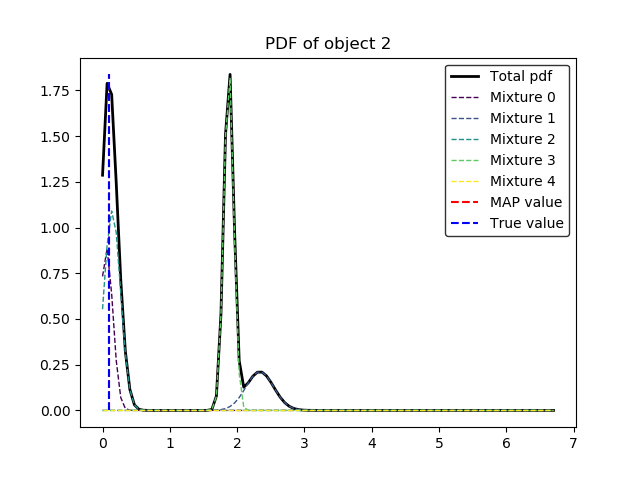 PDF of object 2
Total pdf
Mixture 0
Mixture 1
Mixture 2
Mixture 3
Mixture 4
MAP value
True value
1.75
1.50
1.25
1.00
0.75
0.50
0.25
0.00
0 1 2 3 4 5 6 7